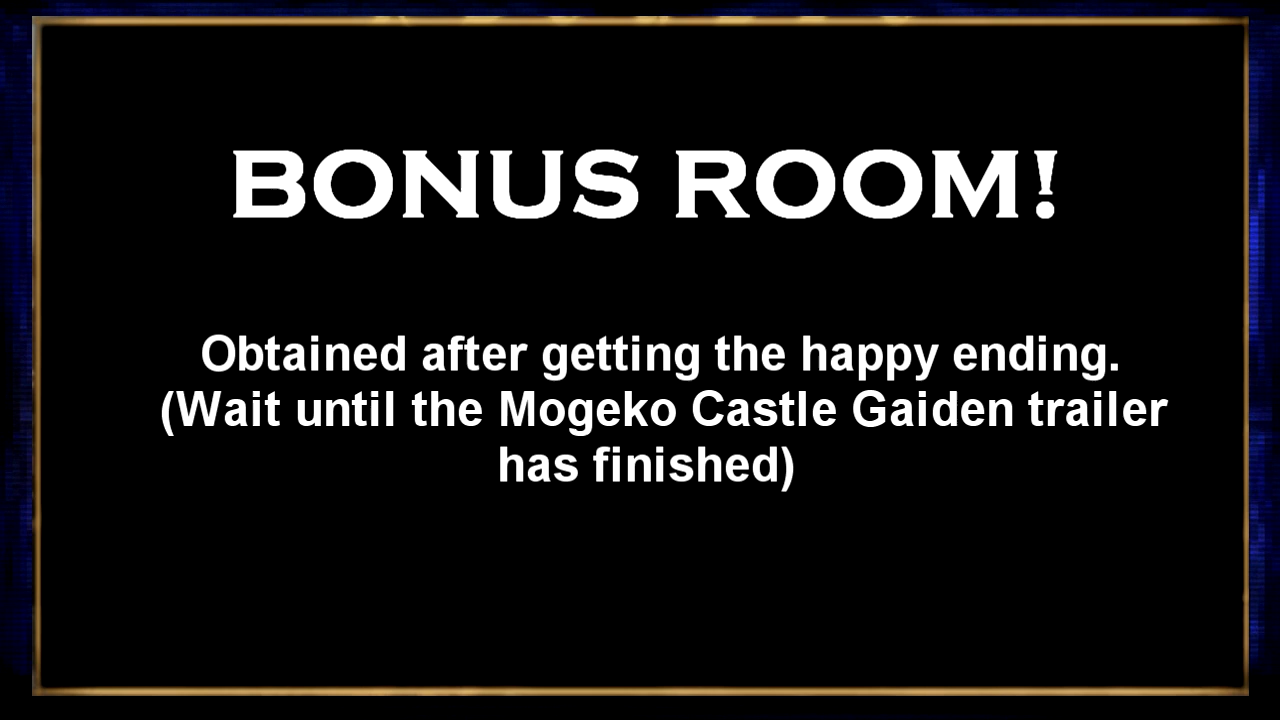 BONUS ROOM!
Obtained after getting the happy ending.
(Wait until the Mogeko Castle Gaiden trailer
has finished)